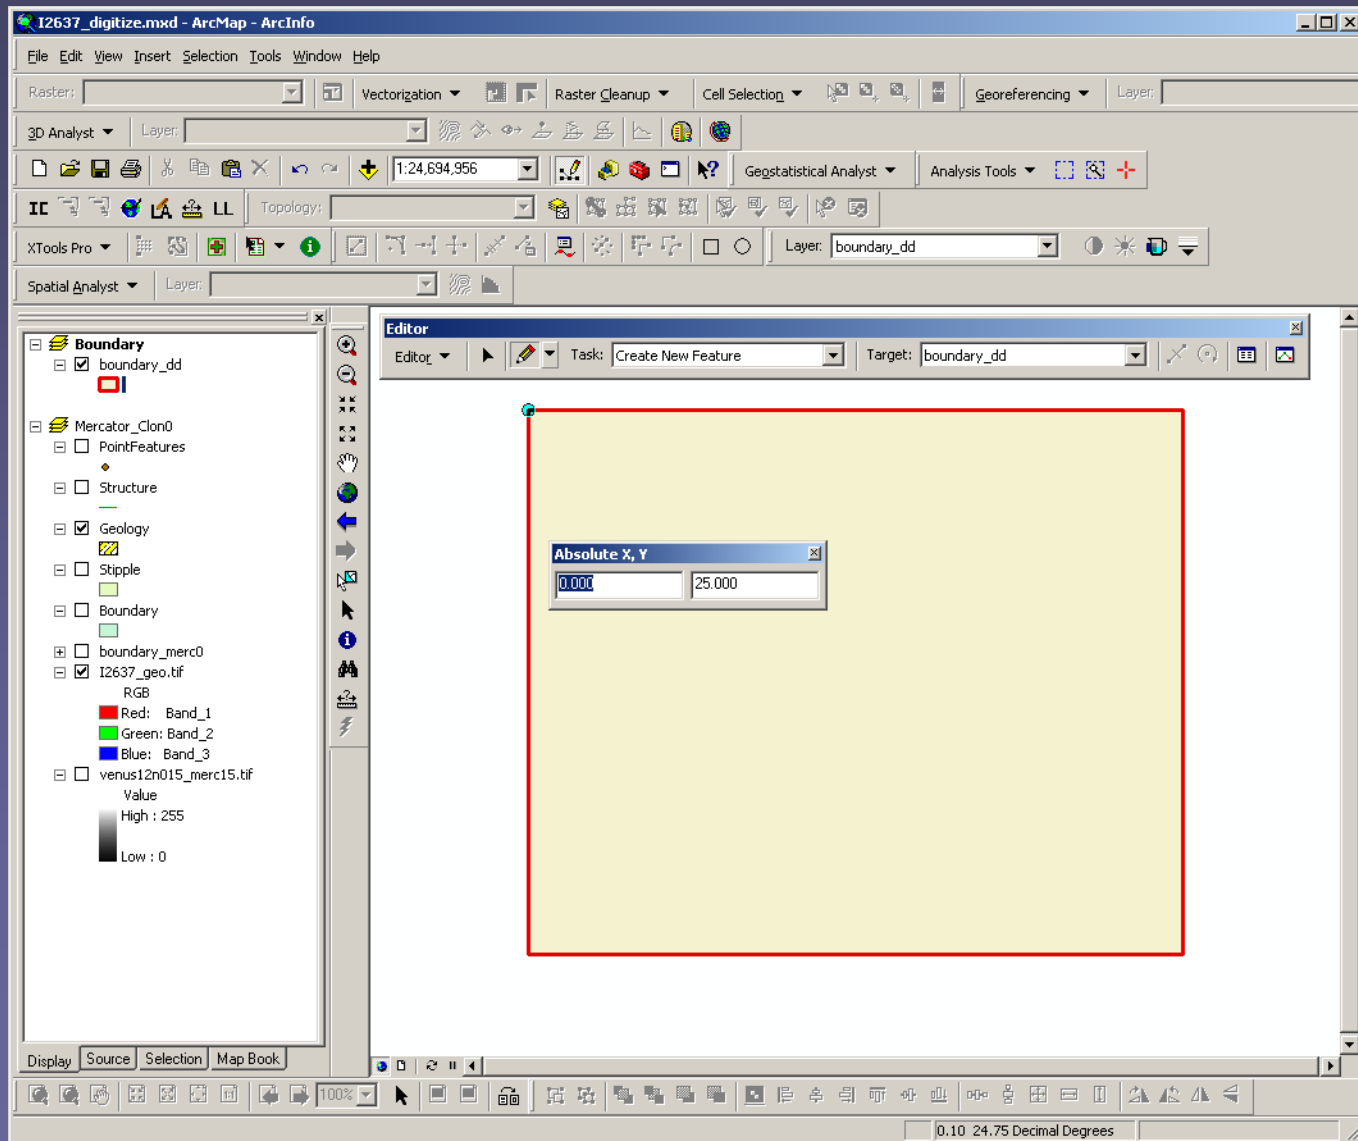 I2637_digitize.mxd - ArcMap - ArcInfo
File Edit View Insert Selection Tools Window Help
Raster: Vectorization Raster Cleanup Cell Selection Georeferencing Layer:
3D Analyst Layer:
1:24,694,956 Geostatistical Analyst Analysis Tools
II LL Topology:
XTools Pro Layer: boundary_dd
Spatial Analyst Layer:
Editor
Editor Task: Create New Feature Target: boundary_dd
Boundary
boundary_dd
Mercator_Clon0
PointFeatures
Structure
Geology
Stipple
Boundary
boundary_merc0
I2637_geo.tif
RGB
Red: Band_1
Green: Band_2
Blue: Band_3
venus12n015_merc15.tif
Value
High : 255
Low : 0
Absolute X, Y
0.000 25.000
Display Source Selection Map Book
100%
0.10 24.75 Decimal Degrees